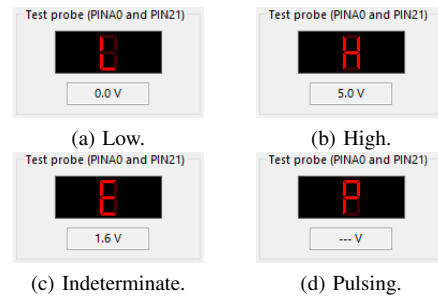 Test probe (PINA0 and PIN21)
L
0.0 V
(a) Low.
Test probe (PINA0 and PIN21)
H
5.0 V
(b) High.
Test probe (PINA0 and PIN21)
E
1.6 V
(c) Indeterminate.
Test probe (PINA0 and PIN21)
P
--- V
(d) Pulsing.